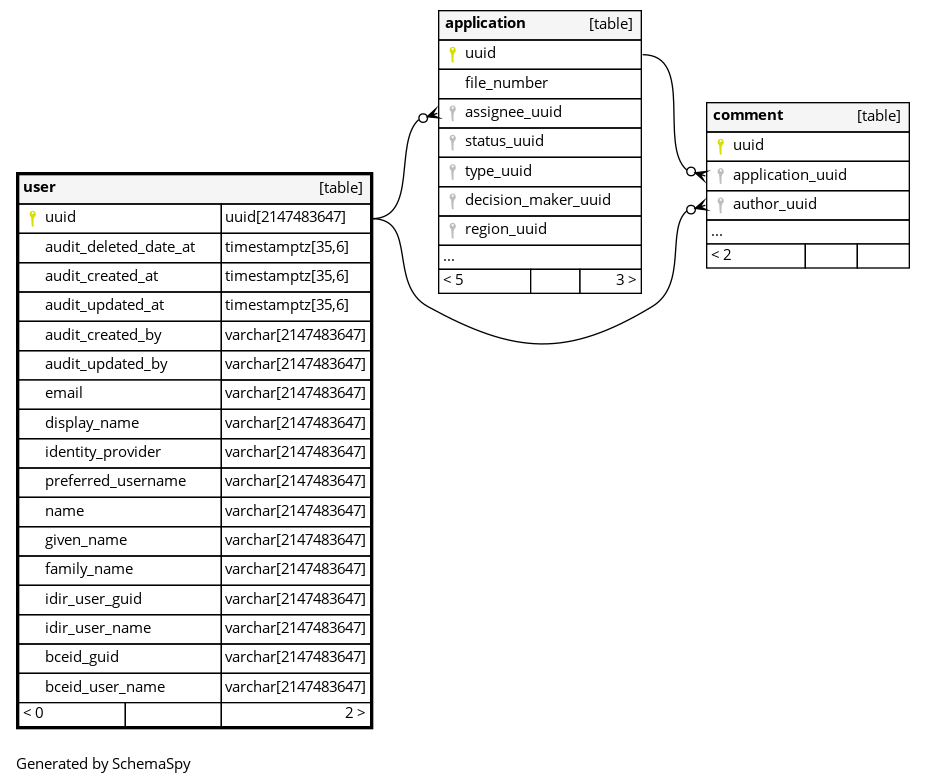 application [table]
uuid
file_number
assignee_uuid
status_uuid
type_uuid
decision_maker_uuid
region_uuid
...
< 5 3 >
comment [table]
uuid
application_uuid
author_uuid
...
< 2
user [table]
uuid uuid[2147483647]
audit_deleted_date_at timestamptz[35,6]
audit_created_at timestamptz[35,6]
audit_updated_at timestamptz[35,6]
audit_created_by varchar[2147483647]
audit_updated_by varchar[2147483647]
email varchar[2147483647]
display_name varchar[2147483647]
identity_provider varchar[2147483647]
preferred_username varchar[2147483647]
name varchar[2147483647]
given_name varchar[2147483647]
family_name varchar[2147483647]
idir_user_guid varchar[2147483647]
idir_user_name varchar[2147483647]
bceid_guid varchar[2147483647]
bceid_user_name varchar[2147483647]
< 0 2 >
Generated by SchemaSpy